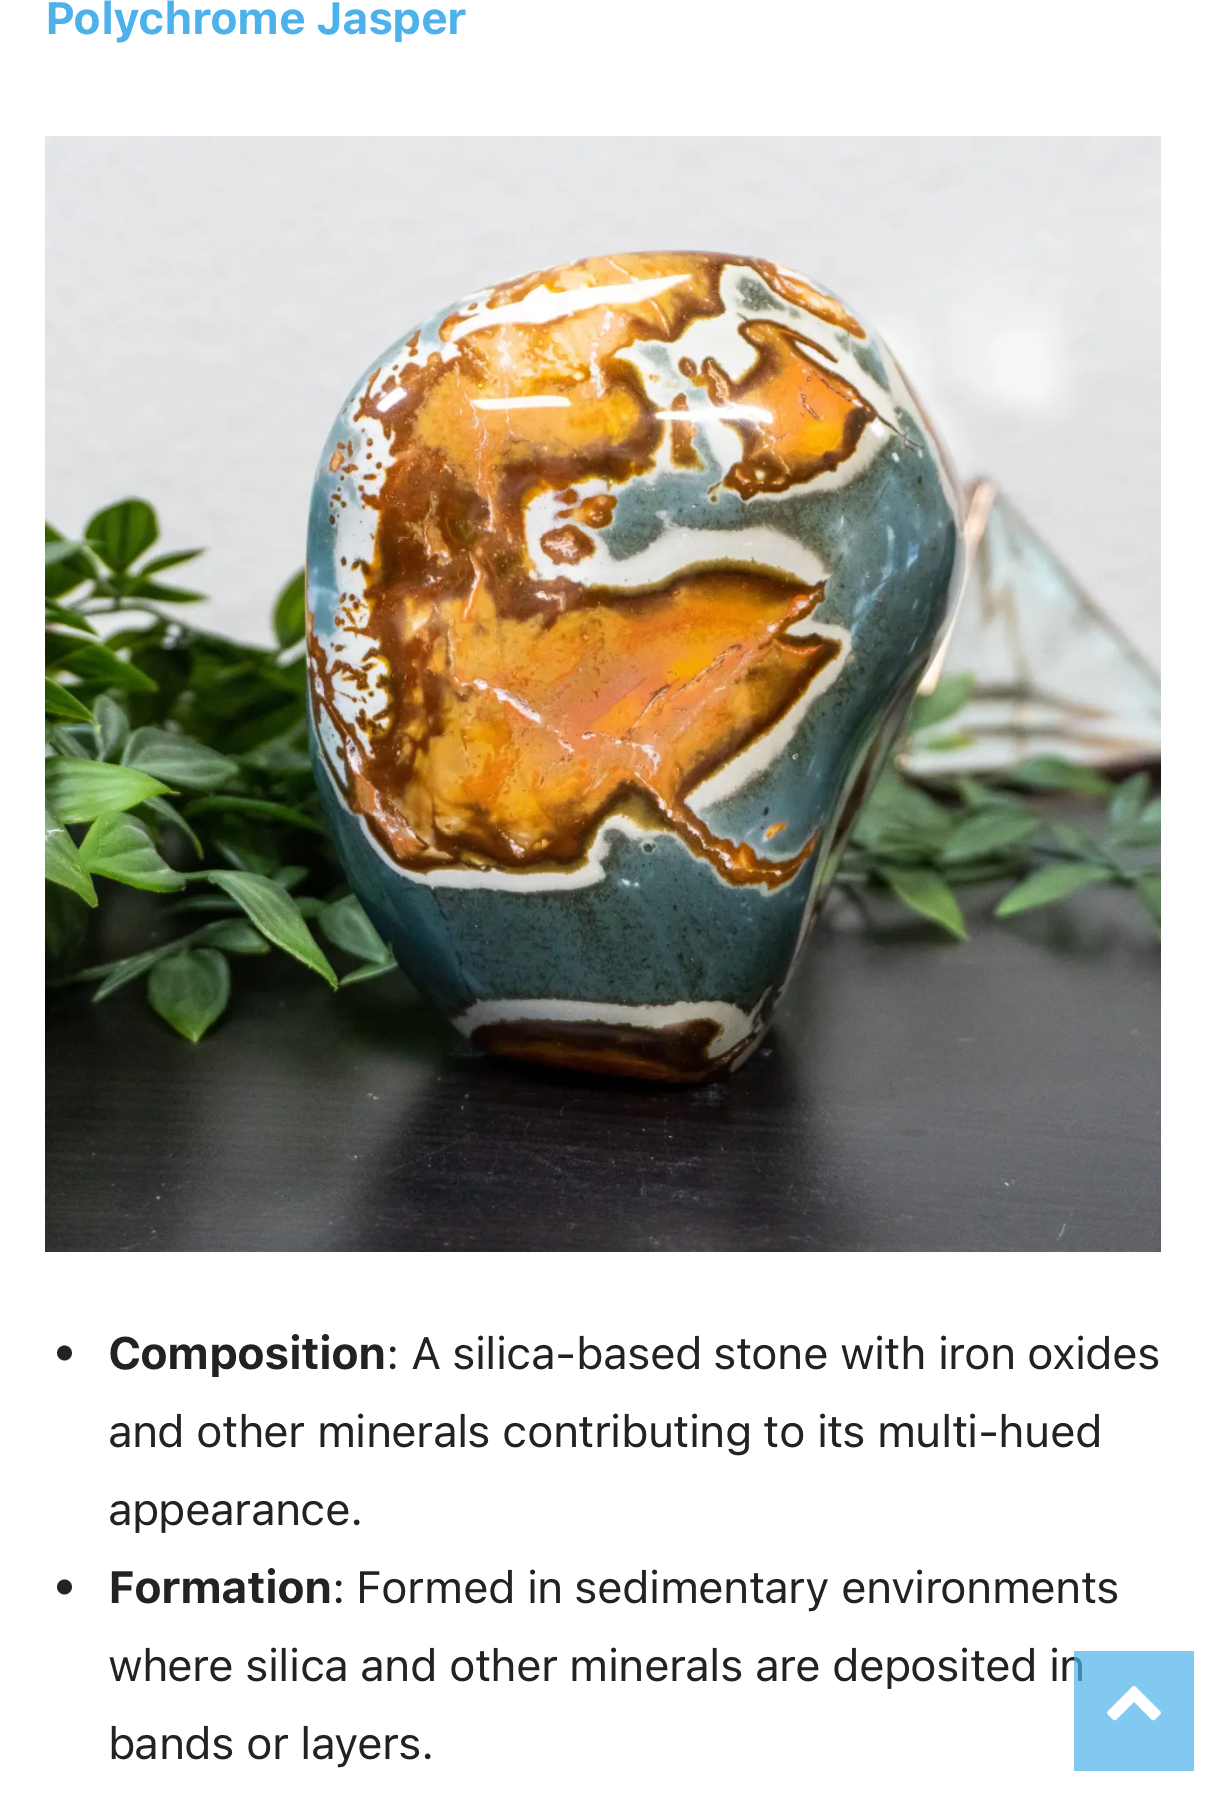 Polychrome Jasper
• Composition: A silica-based stone with iron oxides
and other minerals contributing to its multi-hued
appearance.
• Formation: Formed in sedimentary environments
where silica and other minerals are deposited in
bands or layers.